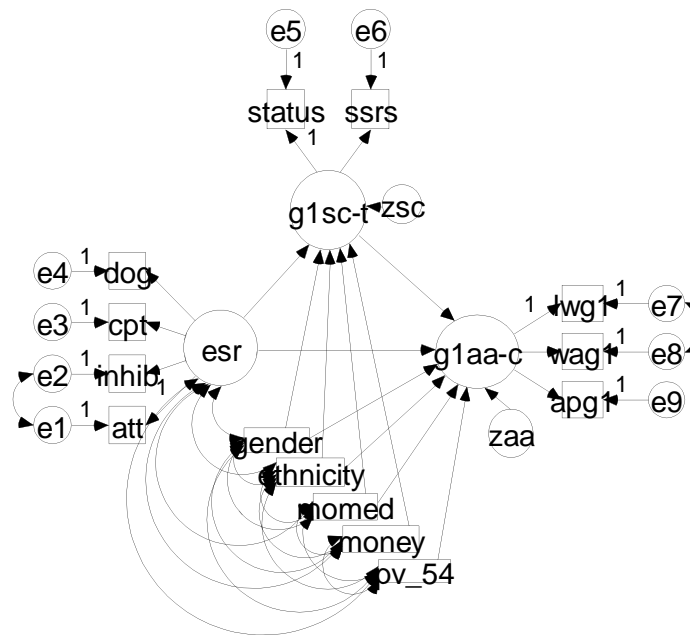 e5 e6
1 1
status ssrs
1
g1sc-t zsc
e4 1 dog
e3 1 cpt
e2 1 inhib
1
e1 1 att
esr
g1aa-c
zaa
1 lwg1 1 e7
wag1 1 e8
apg1 1 e9
gender
ethnicity
momed
money
pv_54